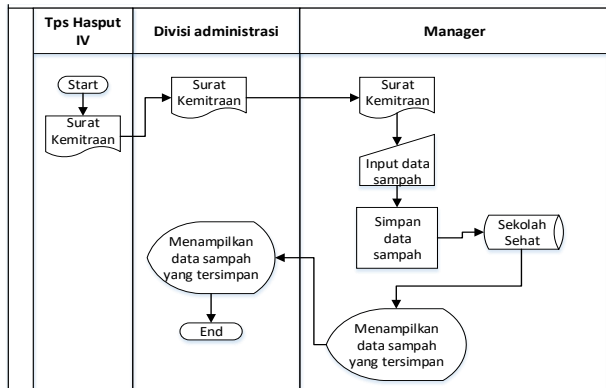 Tps Hasput
IV
Divisi administrasi
Manager
Start
Surat
Kemitraan
Surat
Kemitraan
Surat
Kemitraan
Input data
sampah
Simpan
data
sampah
Sekolah
Sehat
Menampilkan
data sampah
yang tersimpan
Menampilkan
data sampah
yang tersimpan
End